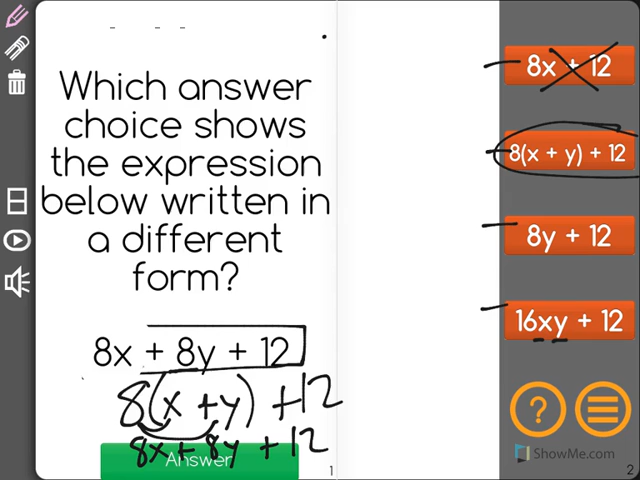 Which answer
choice shows
the expression
below written in
a different
form?
8x + 8y + 12
8(x + y) + 12
8x + 8y + 12
Answer
1
8x + 12
8(x + y) + 12
8y + 12
16xy + 12
?
ShowMe.com
2